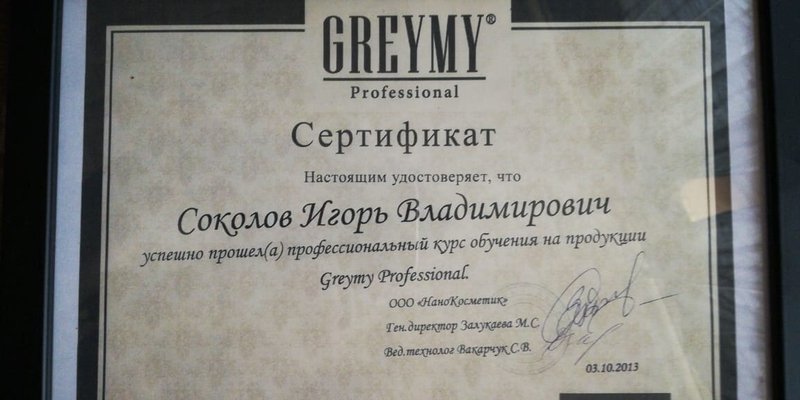 GREYMY®
Professional
Сертификат
Настоящим удостоверяет, что
Соколов Игорь Владимирович
успешно прошел(а) профессиональный курс обучения на продукции
Greymy Professional.
ООО «НаноКосметик»
Ген.директор Залукаева М.С.
Вед.технолог Вакарчук С.В.
03.10.2013